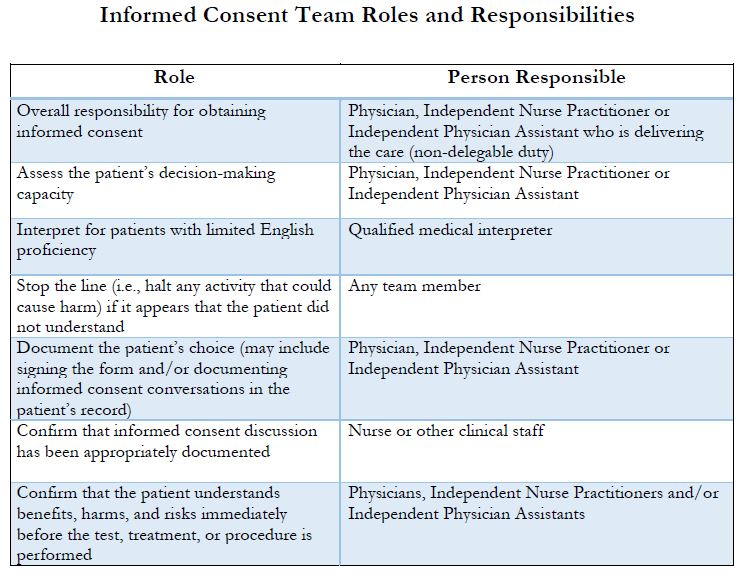 Informed Consent Team Roles and Responsibilities
Role
Person Responsible
Overall responsibility for obtaining
informed consent
Physician, Independent Nurse Practitioner or
Independent Physician Assistant who is delivering
the care (non-delegable duty)
Assess the patient's decision-making
capacity
Physician, Independent Nurse Practitioner or
Independent Physician Assistant
Interpret for patients with limited English
proficiency
Qualified medical interpreter
Stop the line (i.e., halt any activity that could
cause harm) if it appears that the patient did
not understand
Any team member
Document the patient's choice (may include
signing the form and/or documenting
informed consent conversations in the
patient's record)
Physician, Independent Nurse Practitioner or
Independent Physician Assistant
Confirm that informed consent discussion
has been appropriately documented
Nurse or other clinical staff
Confirm that the patient understands
benefits, harms, and risks immediately
before the test, treatment, or procedure is
performed
Physicians, Independent Nurse Practitioners and/or
Independent Physician Assistants